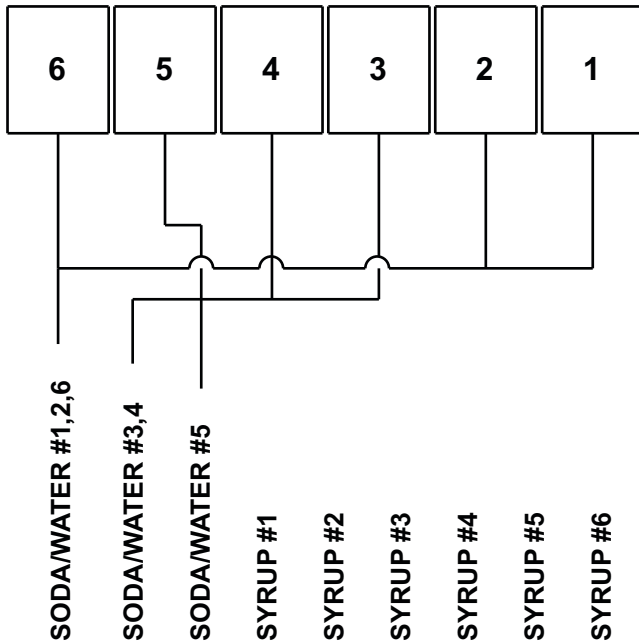 6 5 4 3 2 1
SODA/WATER #1,2,6
SODA/WATER #3,4
SODA/WATER #5
SYRUP #1
SYRUP #2
SYRUP #3
SYRUP #4
SYRUP #5
SYRUP #6